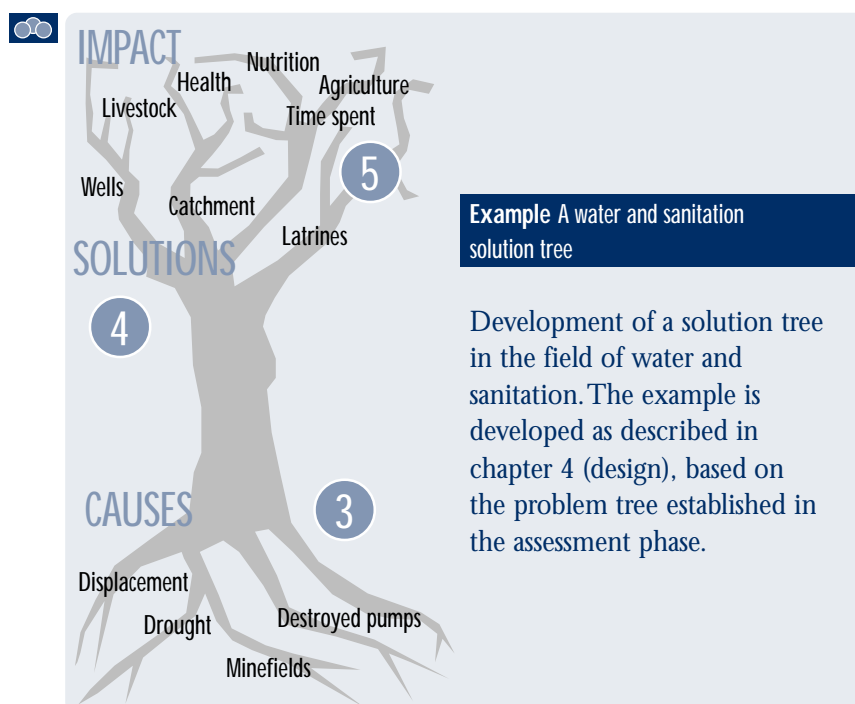 IMPACT
Nutrition
Health
Agriculture
Livestock
Time spent
5
Wells
Catchment
Latrines
SOLUTIONS
4
CAUSES
3
Displacement
Drought
Destroyed pumps
Minefields
Example A water and sanitation
solution tree
Development of a solution tree
in the field of water and
sanitation. The example is
developed as described in
chapter 4 (design), based on
the problem tree established in
the assessment phase.